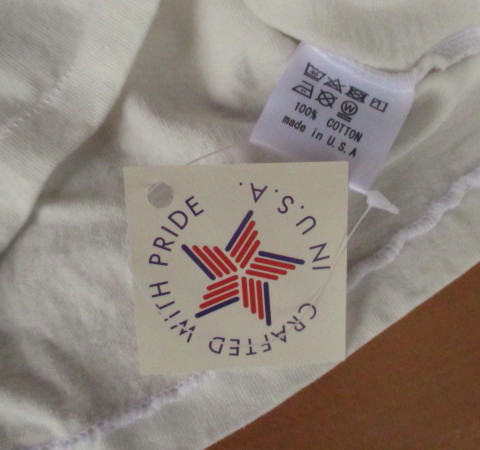 100% COTTON
made in U.S.A
CRAFTED WITH PRIDE IN U.S.A.